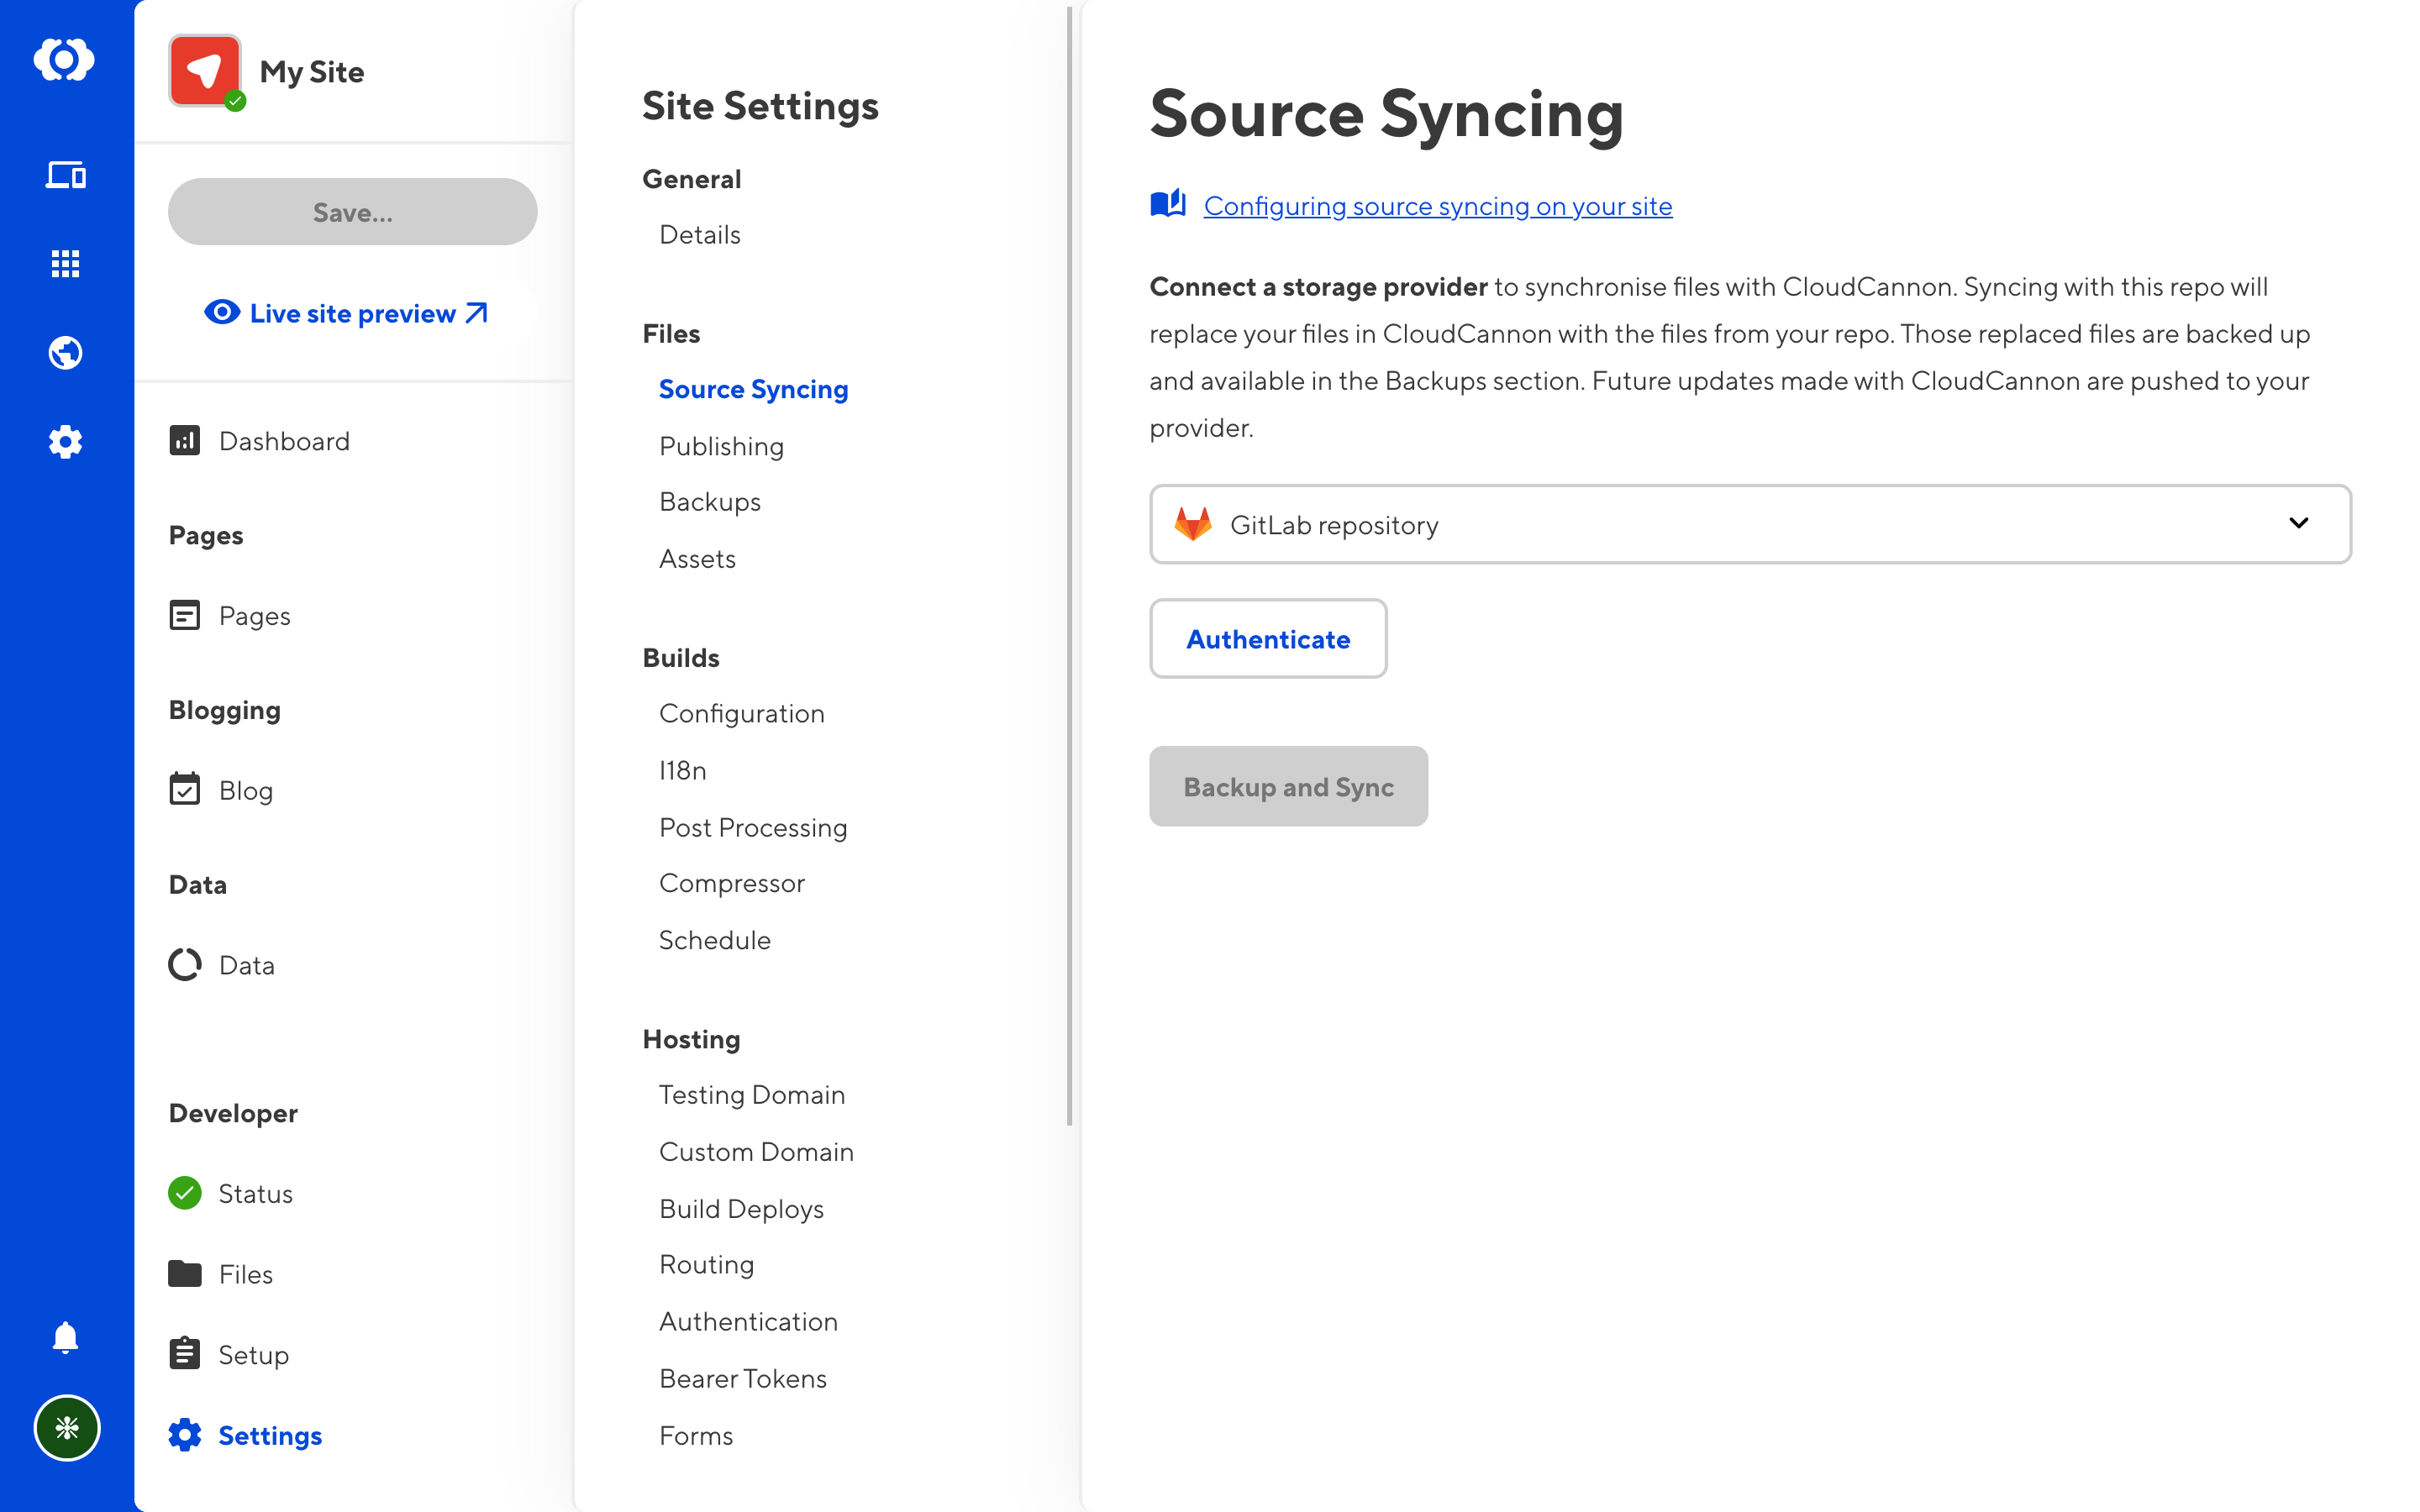 My Site
Save...
Live site preview
Dashboard
Pages
Pages
Blogging
Blog
Data
Data
Developer
Status
Files
Setup
Settings
Site Settings
General
Details
Files
Source Syncing
Publishing
Backups
Assets
Builds
Configuration
I18n
Post Processing
Compressor
Schedule
Hosting
Testing Domain
Custom Domain
Build Deploys
Routing
Authentication
Bearer Tokens
Forms
Source Syncing
Configuring source syncing on your site
Connect a storage provider to synchronise files with CloudCannon. Syncing with this repo will
replace your files in CloudCannon with the files from your repo. Those replaced files are backed up
and available in the Backups section. Future updates made with CloudCannon are pushed to your
provider.
GitLab repository
Authenticate
Backup and Sync